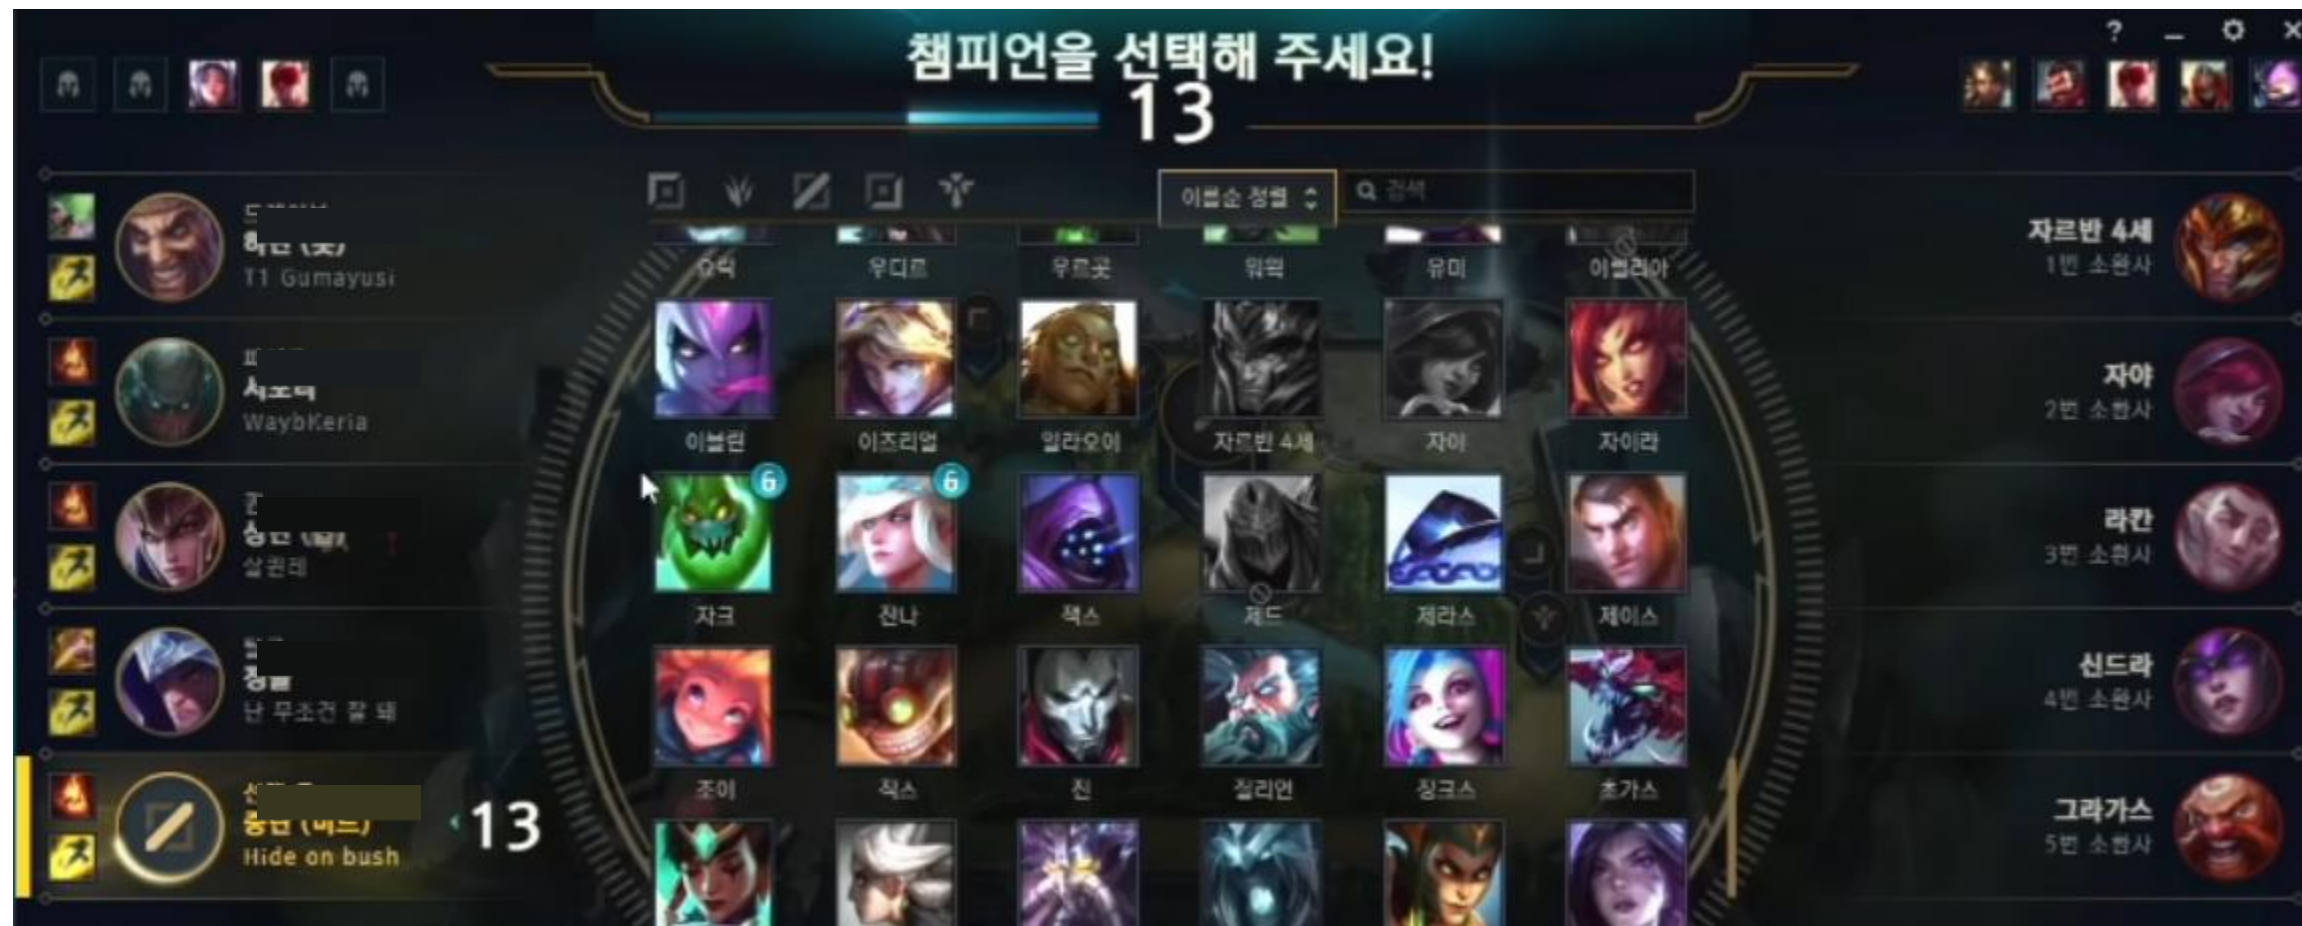 챔피언을 선택해 주세요!
13
이름순 정렬
검색
T1 Gumayusi
WaybKeria
살퀸레
난 무조건 잘 돼
Hide on bush
13
우디르
우르곳
워윅
유미
이렐리아
이블린
이즈리얼
일라오이
자르반 4세
자야
자이라
자크
6
잔나
6
잭스
제드
제라스
제이스
조이
직스
진
질리언
징크스
초가스
자르반 4세
1번 소환사
자야
2번 소환사
라칸
3번 소환사
신드라
4번 소환사
그라가스
5번 소환사